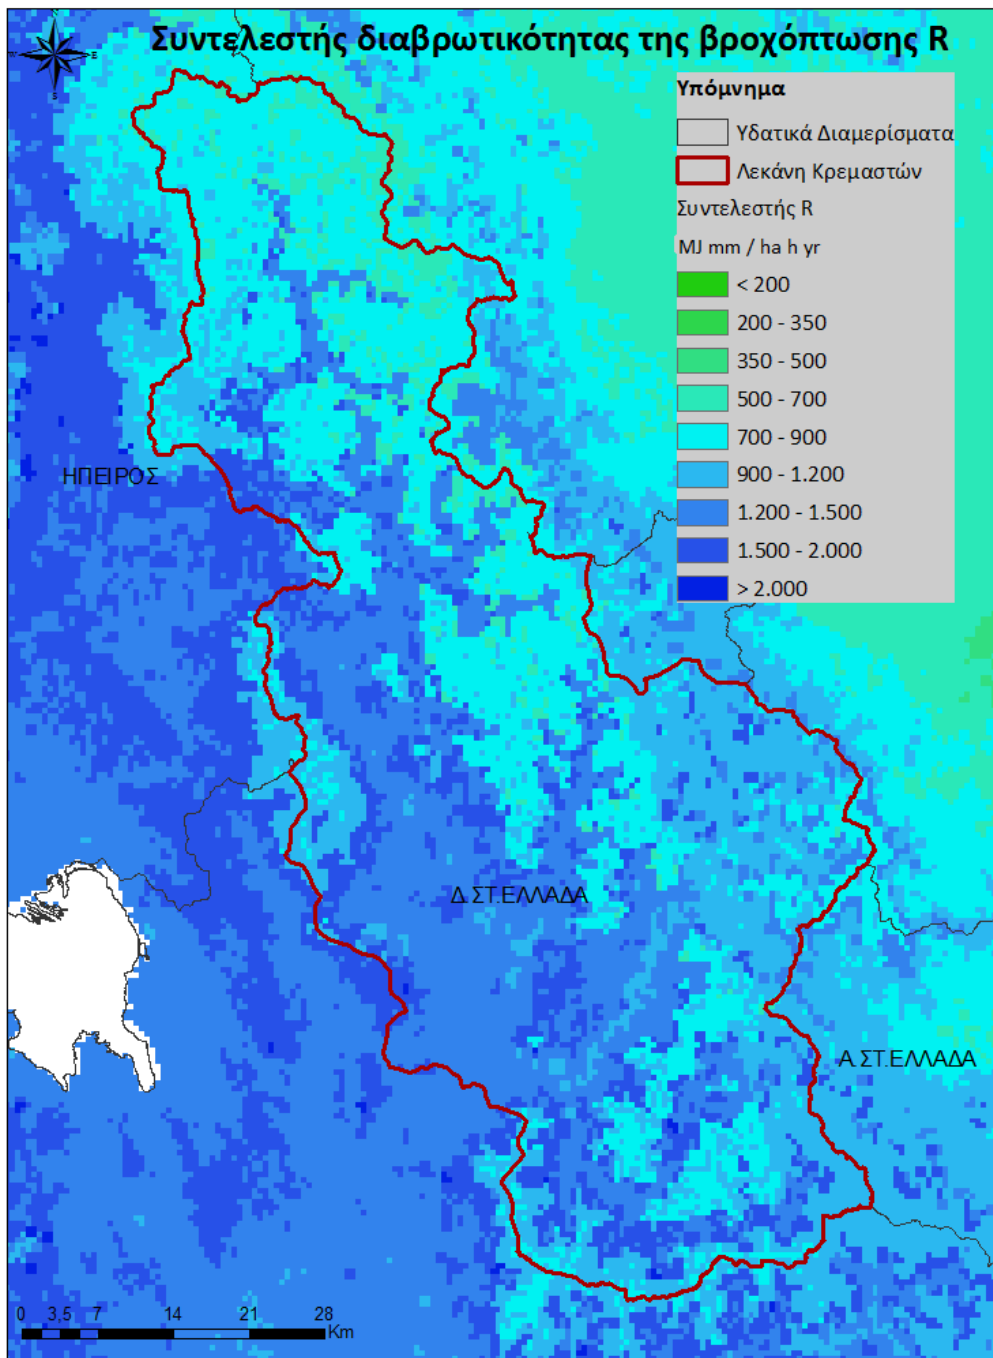 Συντελεστής διαβρωτικότητας της βροχόπτωσης R
W
E
S
Υπόμνημα
Υδατικά Διαμερίσματα
Λεκάνη Κρεμαστών
Συντελεστής R
MJ mm / ha h yr
< 200
200 - 350
350 - 500
500 - 700
700 - 900
900 - 1.200
1.200 - 1.500
1.500 - 2.000
> 2.000
ΗΠΕΙΡΟΣ
Δ.ΣΤ.ΕΛΛΑΔΑ
Α.ΣΤ.ΕΛΛΑΔΑ
0 3,5 7 14 21 28
Km